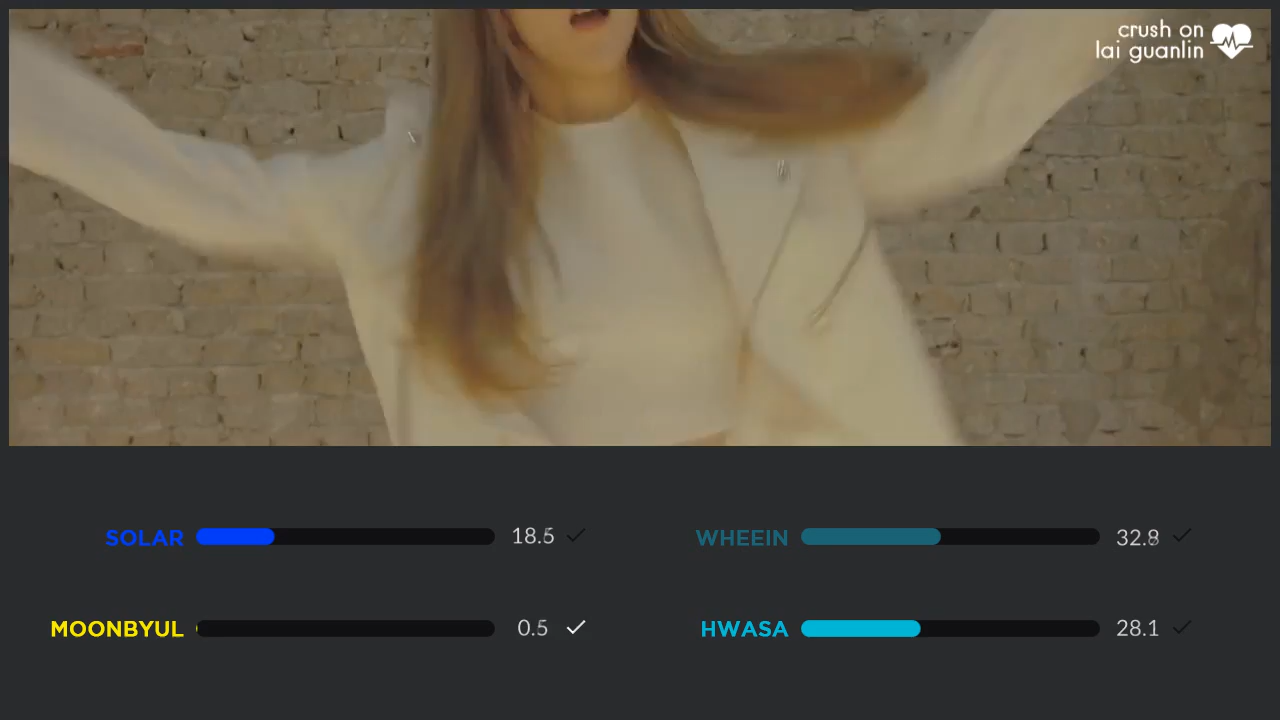 crush on
lai guanlin
SOLAR 18.5
WHEEIN 32.8
MOONBYUL 0.5
HWASA 28.1